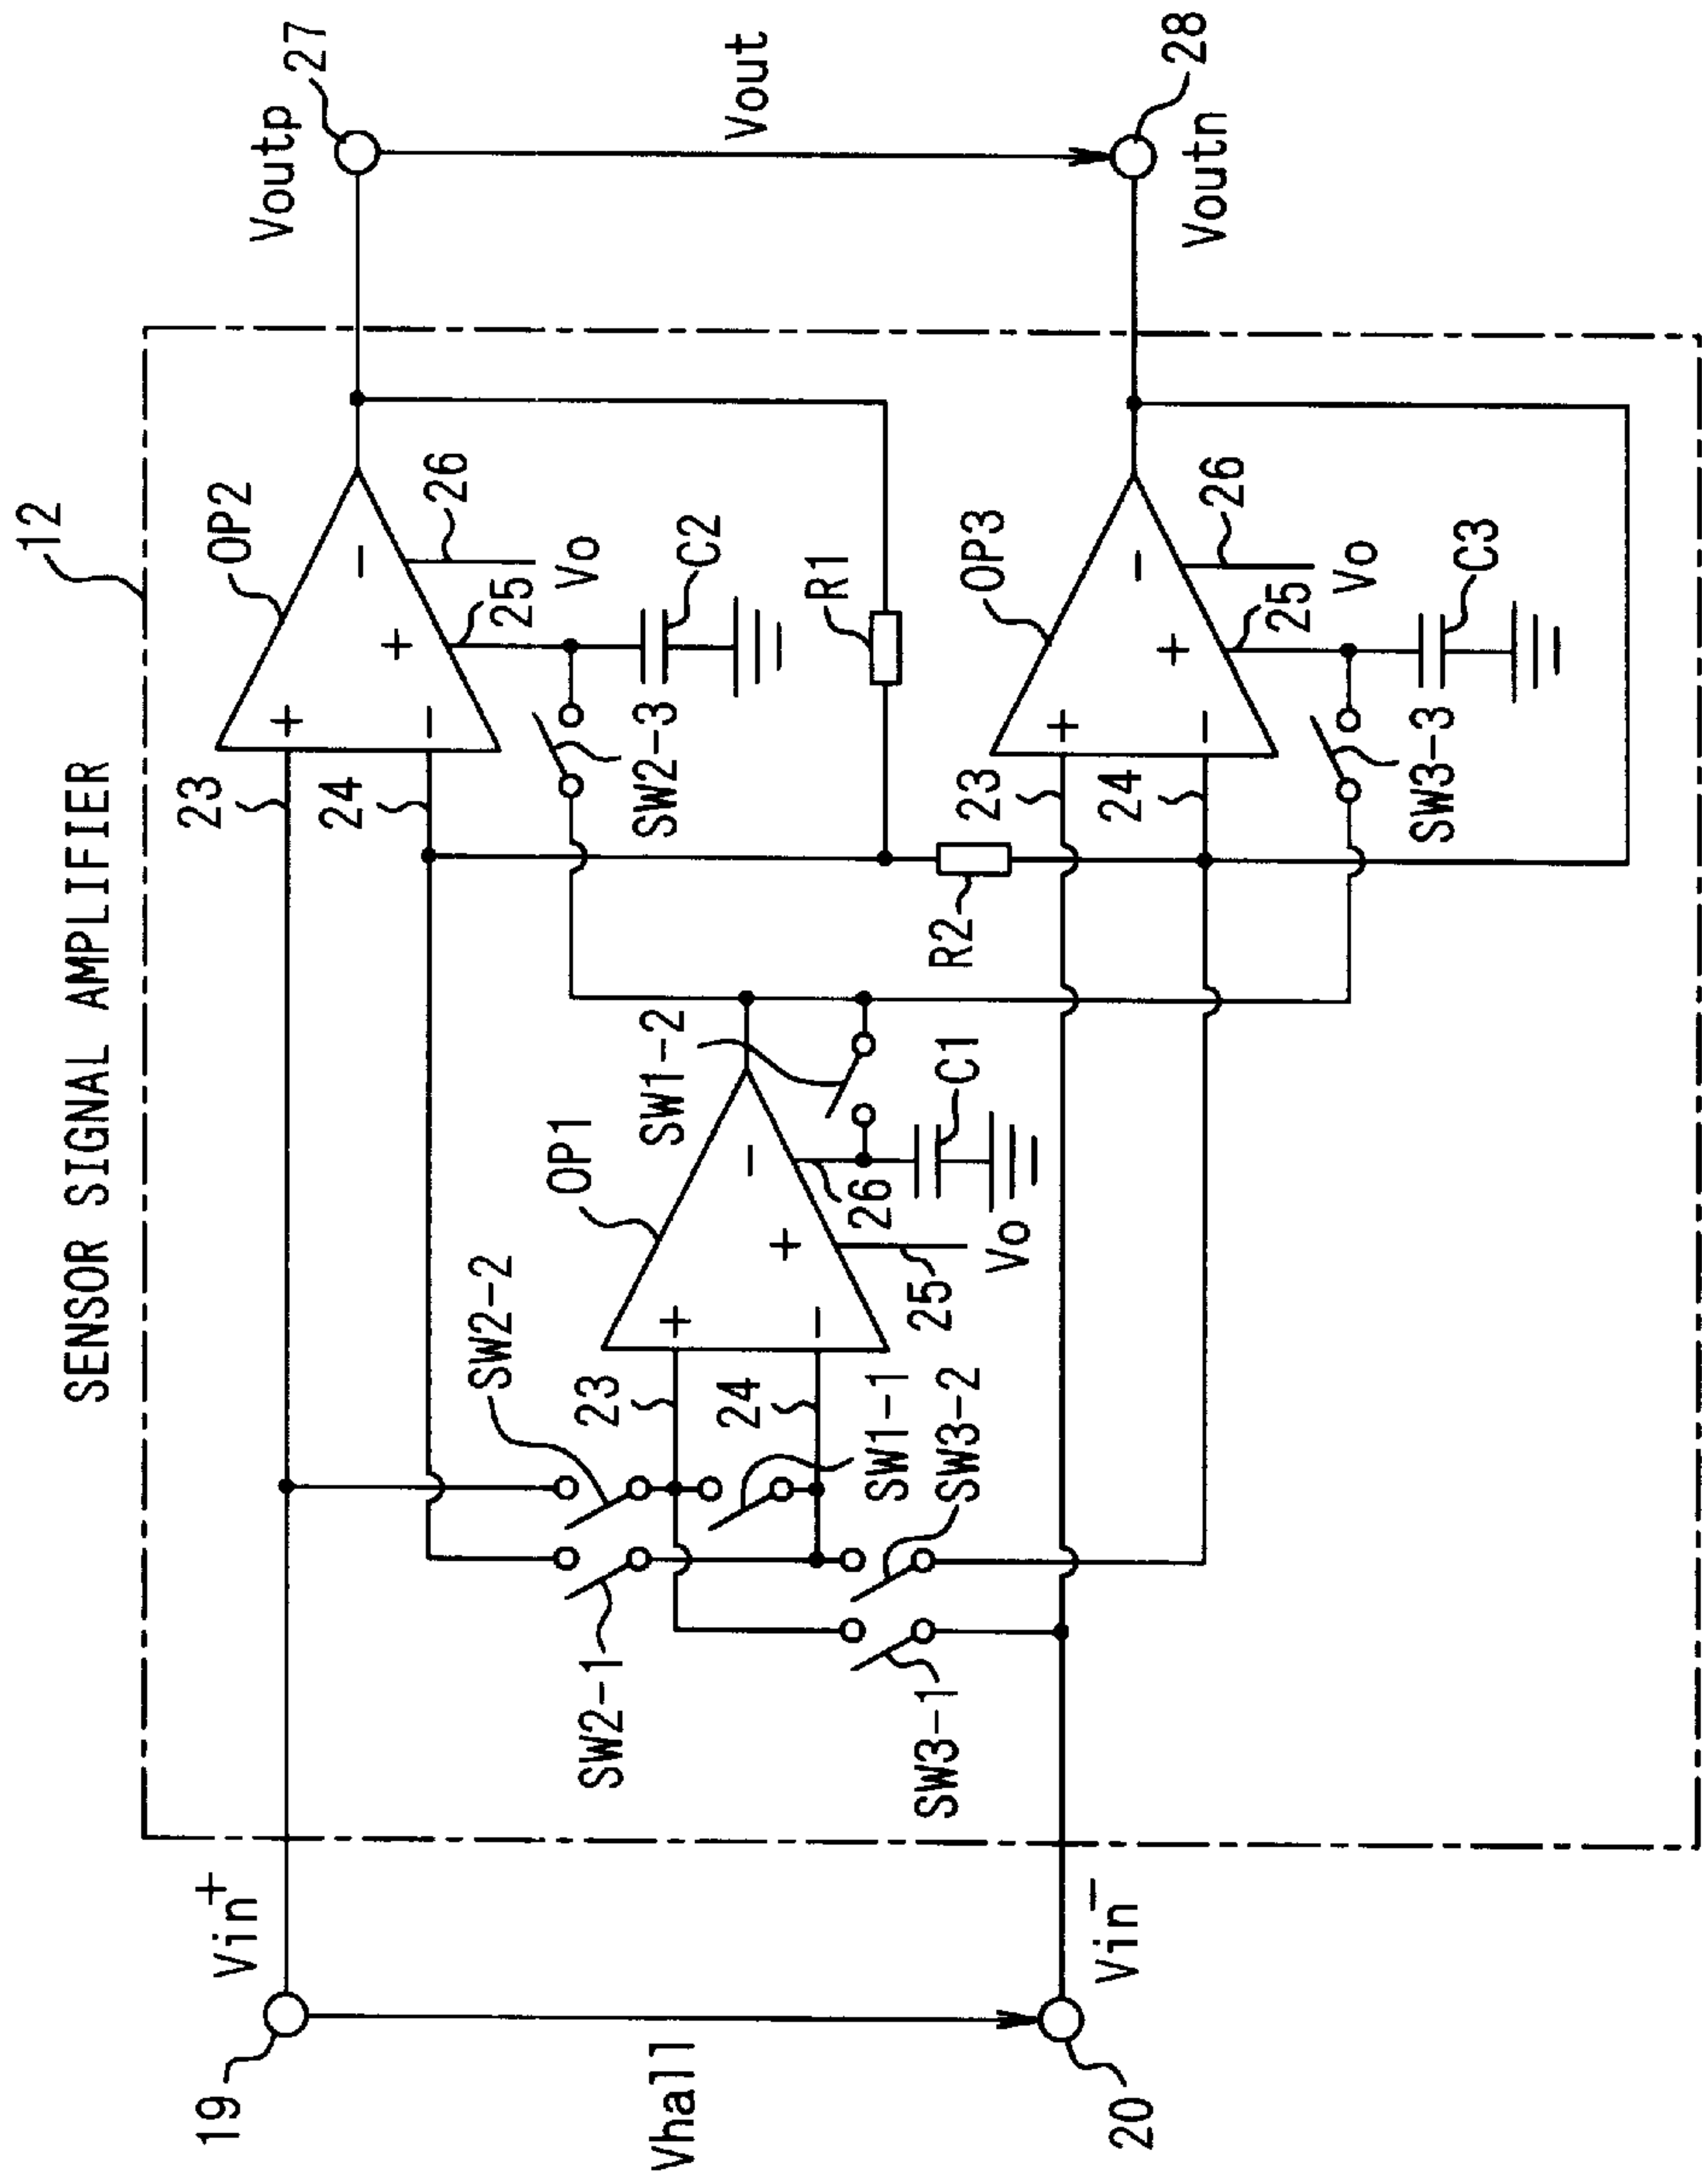 SENSOR SIGNAL AMPLIFIER
12
19
Vin+
23
24
OP2
+
−
+
−
25
26
Vo
C2
SW2-3
Voutp
27
SW2-2
SW2-1
23
24
OP1
+
−
+
−
25
26
Vo
C1
SW1-2
SW1-1
SW3-2
SW3-1
R1
R2
Vhall
Vout
20
Vin−
23
24
OP3
+
−
+
−
25
26
Vo
C3
SW3-3
Voutn
28